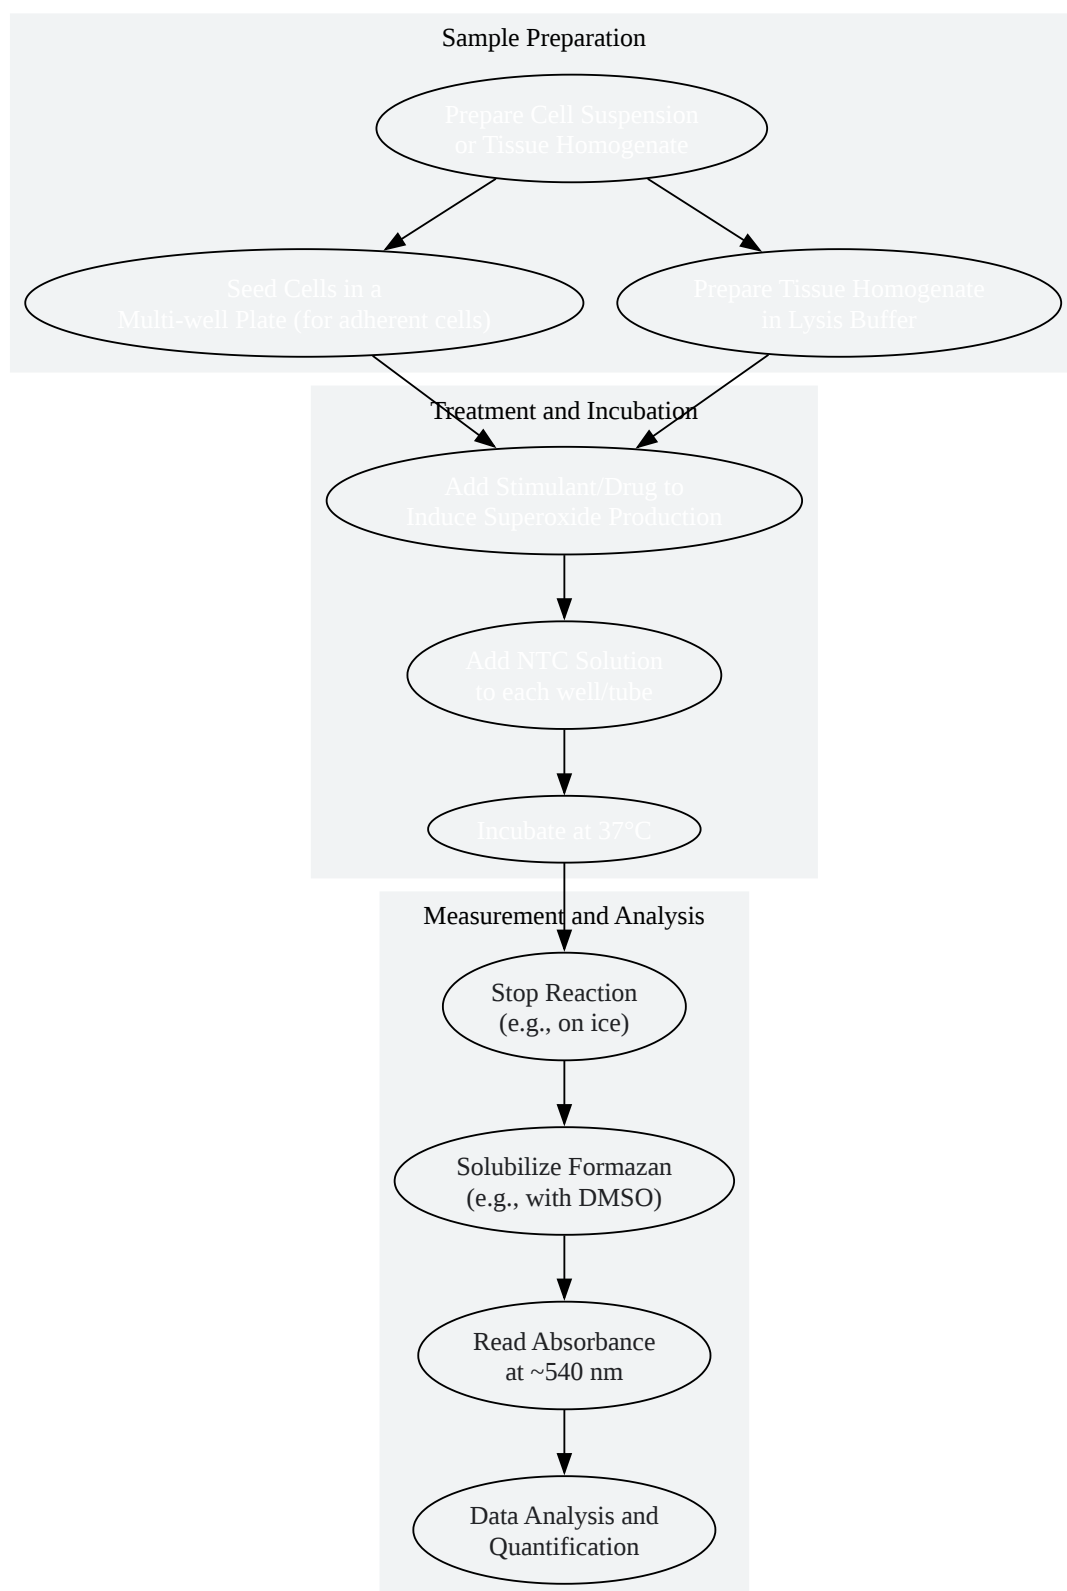 Sample Preparation
Prepare Cell Suspension
or Tissue Homogenate
Seed Cells in a
Multi-well Plate (for adherent cells)
Prepare Tissue Homogenate
in Lysis Buffer
Treatment and Incubation
Add Stimulant/Drug to
Induce Superoxide Production
Add NTC Solution
to each well/tube
Incubate at 37°C
Measurement and Analysis
Stop Reaction
(e.g., on ice)
Solubilize Formazan
(e.g., with DMSO)
Read Absorbance
at ~540 nm
Data Analysis and
Quantification